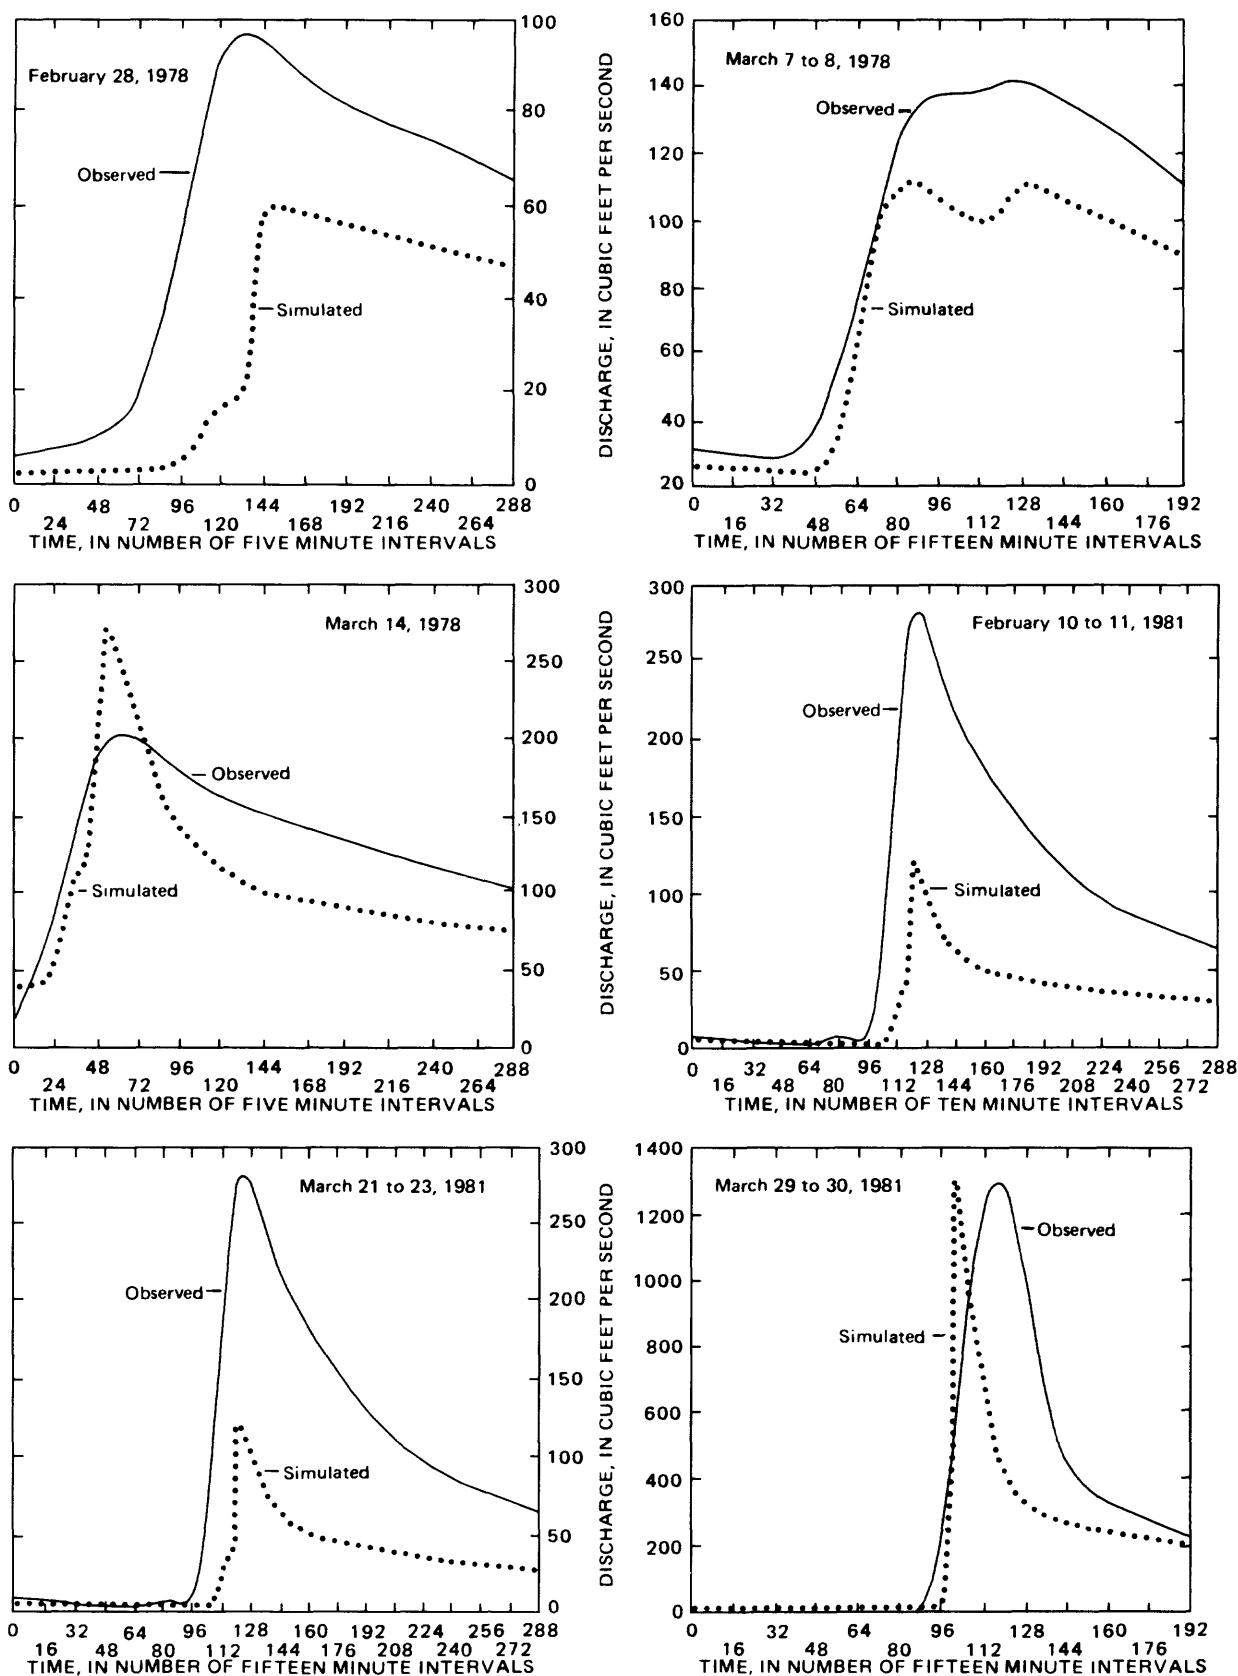 February 28, 1978
Observed
Simulated
100
80
60
40
20
0
0 48 96 144 192 240 288
24 72 120 168 216 264
TIME, IN NUMBER OF FIVE MINUTE INTERVALS
DISCHARGE, IN CUBIC FEET PER SECOND
March 7 to 8, 1978
Observed
Simulated
160
140
120
100
80
60
40
20
0 32 64 96 128 160 192
16 48 80 112 144 176
TIME, IN NUMBER OF FIFTEEN MINUTE INTERVALS
March 14, 1978
Observed
Simulated
300
250
200
150
100
50
0
0 48 96 144 192 240 288
24 72 120 168 216 264
TIME, IN NUMBER OF FIVE MINUTE INTERVALS
DISCHARGE, IN CUBIC FEET PER SECOND
February 10 to 11, 1981
Observed
Simulated
300
250
200
150
100
50
0
0 32 64 96 128 160 192 224 256 288
16 48 80 112 144 176 208 240 272
TIME, IN NUMBER OF TEN MINUTE INTERVALS
March 21 to 23, 1981
Observed
Simulated
300
250
200
150
100
50
0
0 32 64 96 128 160 192 224 256 288
16 48 80 112 144 176 208 240 272
TIME, IN NUMBER OF FIFTEEN MINUTE INTERVALS
DISCHARGE, IN CUBIC FEET PER SECOND
March 29 to 30, 1981
Observed
Simulated
1400
1200
1000
800
600
400
200
0
0 32 64 96 128 160 192
16 48 80 112 144 176
TIME, IN NUMBER OF FIFTEEN MINUTE INTERVALS